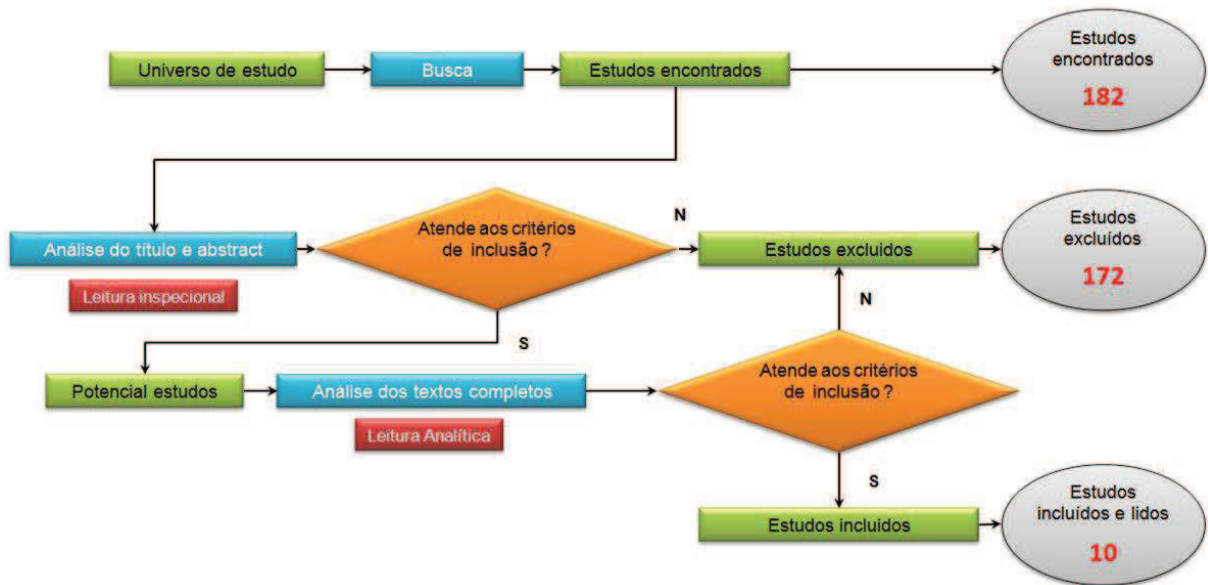 Universo de estudo
Busca
Estudos encontrados
Estudos
encontrados
182
Análise do título e abstract
Leitura inspecional
Atende aos critérios
de inclusão ?
N
Estudos excluidos
Estudos
excluídos
172
S
N
Potencial estudos
Análise dos textos completos
Leitura Analítica
Atende aos critérios
de inclusão ?
S
Estudos incluidos
Estudos
incluídos e lidos
10